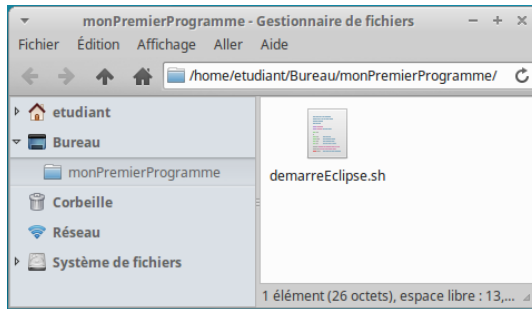 monPremierProgramme - Gestionnaire de fichiers
Fichier Édition Affichage Aller Aide
/home/etudiant/Bureau/monPremierProgramme/
etudiant
Bureau
monPremierProgramme
Corbeille
Réseau
Système de fichiers
demarreEclipse.sh
1 élément (26 octets), espace libre : 13,...